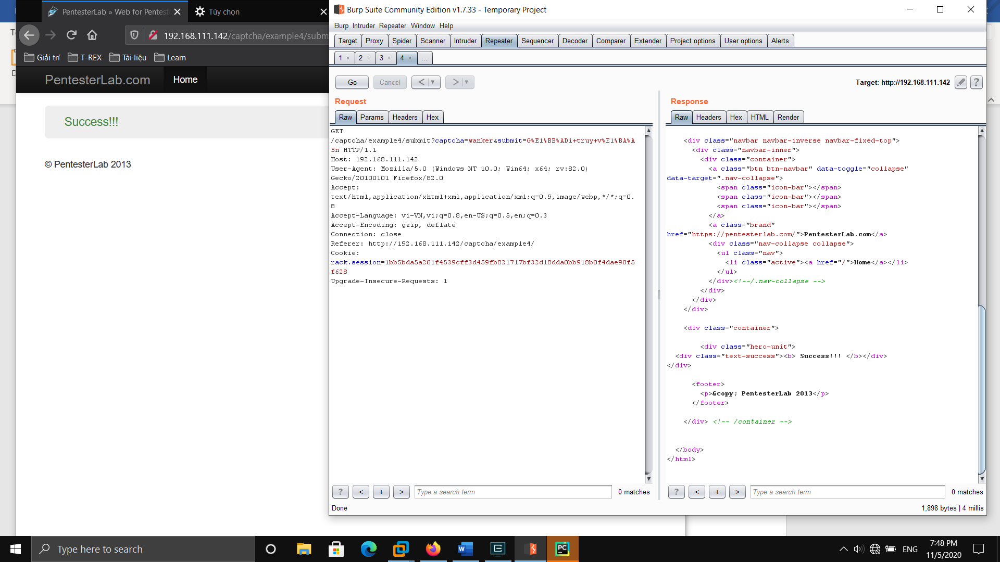 PentesterLab » Web for Pentest
Tùy chọn
192.168.111.142/captcha/example4/subm
Giải trí
T-REX
Tài liệu
Learn
PentesterLab.com
Home
Success!!!
© PentesterLab 2013
Burp Suite Community Edition v1.7.33 - Temporary Project
Burp Intruder Repeater Window Help
Target Proxy Spider Scanner Intruder Repeater Sequencer Decoder Comparer Extender Project options User options Alerts
1 × 2 × 3 × 4 × ...
Go Cancel < > 
Target: http://192.168.111.142
?
Request
Raw Params Headers Hex
GET
/captcha/example4/submit?captcha=wanker&submit=G%E1%BB%ADi+truy+v%E1%BA%A
5n HTTP/1.1
Host: 192.168.111.142
User-Agent: Mozilla/5.0 (Windows NT 10.0; Win64; x64; rv:82.0)
Gecko/20100101 Firefox/82.0
Accept:
text/html,application/xhtml+xml,application/xml;q=0.9,image/webp,*/*;q=0.
8
Accept-Language: vi-VN,vi;q=0.8,en-US;q=0.5,en;q=0.3
Accept-Encoding: gzip, deflate
Connection: close
Referer: http://192.168.111.142/captcha/example4/
Cookie:
rack.session=1bb5bda5a201f4539cff3d459fb821717bf32d18dda0bb918b0f4dae90f5
f628
Upgrade-Insecure-Requests: 1
? < + > Type a search term 0 matches
Done
Response
Raw Headers Hex HTML Render
<div class="navbar navbar-inverse navbar-fixed-top">
<div class="navbar-inner">
<div class="container">
<a class="btn btn-navbar" data-toggle="collapse"
data-target=".nav-collapse">
<span class="icon-bar"></span>
<span class="icon-bar"></span>
<span class="icon-bar"></span>
</a>
<a class="brand"
href="https://pentesterlab.com/">PentesterLab.com</a>
<div class="nav-collapse collapse">
<ul class="nav">
<li class="active"><a href="/">Home</a></li>
</ul>
</div><!--/.nav-collapse -->
</div>
</div>
</div>
<div class="container">
<div class="hero-unit">
<div class="text-success"><b> Success!!! </b></div>
</div>
<footer>
<p>&copy; PentesterLab 2013</p>
</footer>
</div> <!-- /container -->
</body>
</html>
? < + > Type a search term 0 matches
1,898 bytes | 4 millis
Type here to search
ENG
7:48 PM
11/5/2020